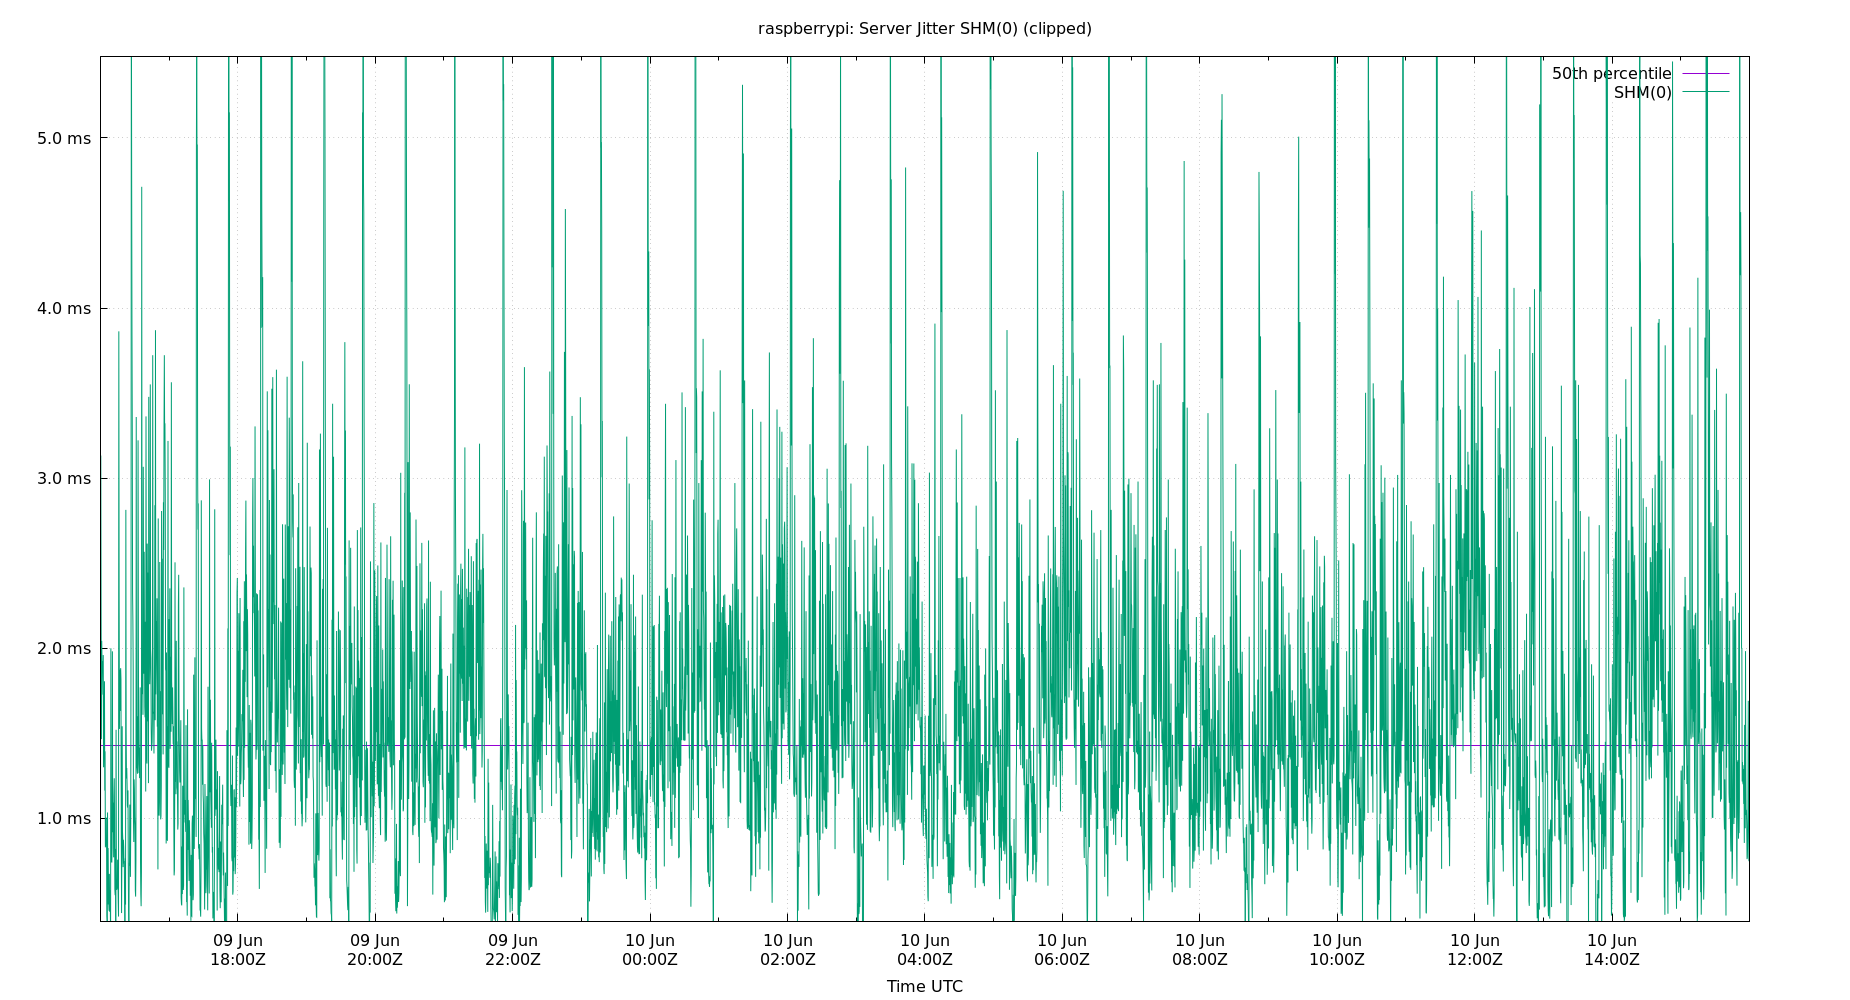 raspberrypi: Server Jitter SHM(0) (clipped)
50th percentile
SHM(0)
5.0 ms
4.0 ms
3.0 ms
2.0 ms
1.0 ms
09 Jun 09 Jun 09 Jun 10 Jun 10 Jun 10 Jun 10 Jun 10 Jun 10 Jun 10 Jun 10 Jun
18:00Z 20:00Z 22:00Z 00:00Z 02:00Z 04:00Z 06:00Z 08:00Z 10:00Z 12:00Z 14:00Z
Time UTC